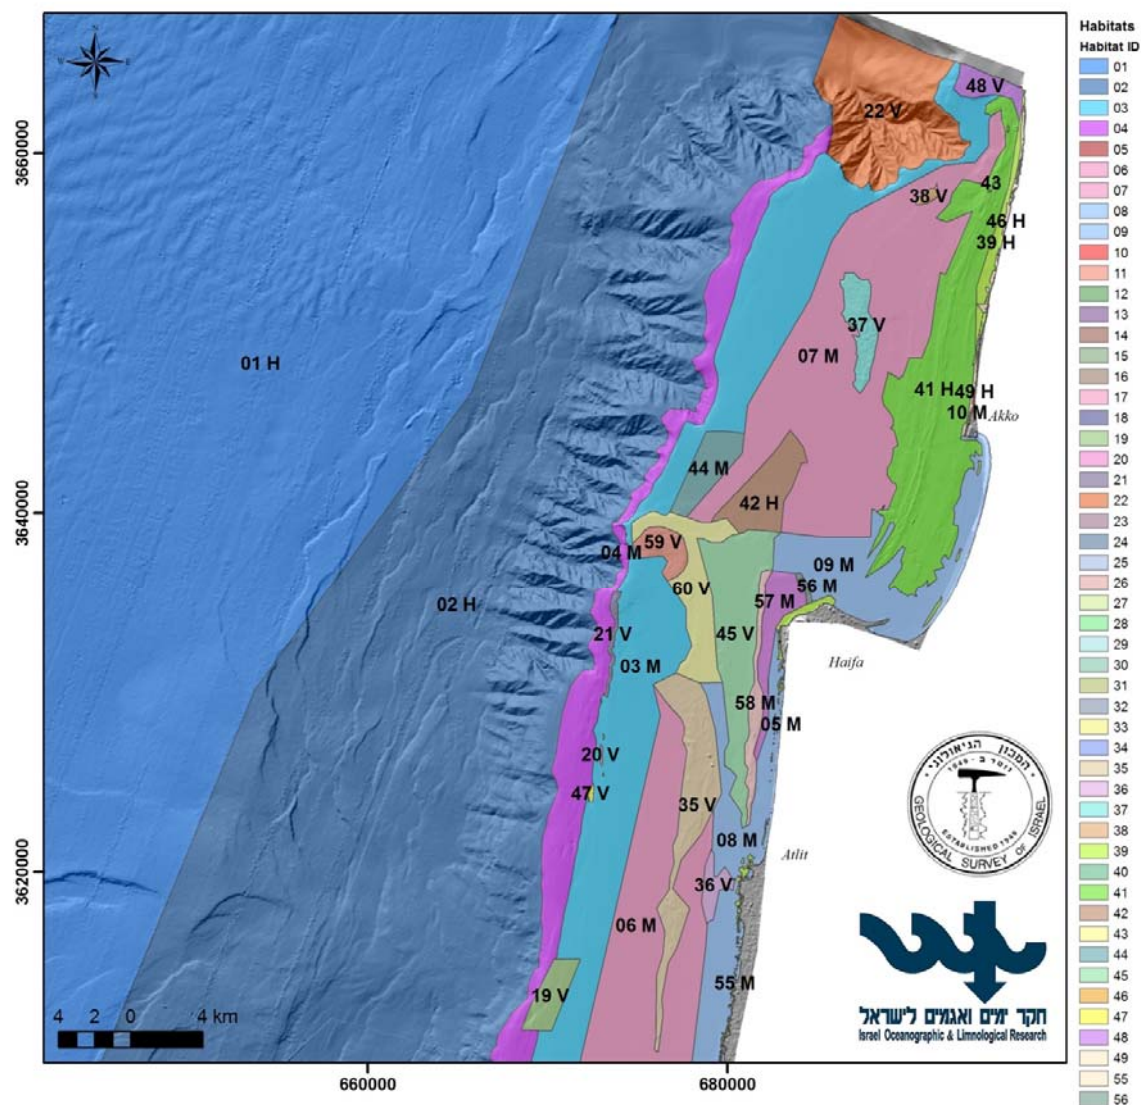 Habitats
Habitat ID
01
02
03
04
05
06
07
08
09
10
11
12
13
14
15
16
17
18
19
20
21
22
23
24
25
26
27
28
29
30
31
32
33
34
35
36
37
38
39
40
41
42
43
44
45
46
47
48
49
55
56
N
48 V
22 V
3660000
43
38 V
46 H
39 H
37 V
07 M
01 H
41 H
49 H
10 M
Akko
44 M
42 H
3640000
59 V
04 M
09 M
60 V
56 M
57 M
02 H
21 V
45 V
03 M
Haifa
58 M
05 M
20 V
47 V
35 V
המכון הגיאולוגי
נוסד ב - 1949
ESTABLISHED 1949
GEOLOGICAL SURVEY OF ISRAEL
08 M
Atlit
3620000
36 V
06 M
55 M
19 V
חקר ימים ואגמים לישראל
Israel Oceanographic & Limnological Research
4 2 0 4 km
660000
680000